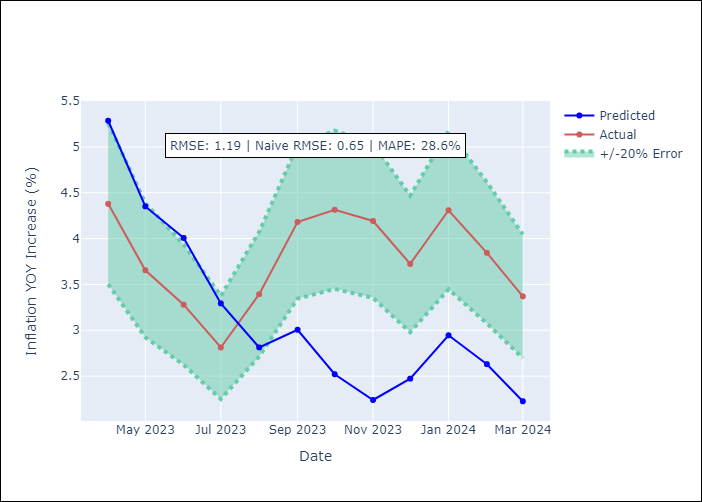 5.5
5
4.5
4
3.5
3
2.5
Inflation YOY Increase (%)
RMSE: 1.19 | Naive RMSE: 0.65 | MAPE: 28.6%
Predicted
Actual
+/-20% Error
May 2023
Jul 2023
Sep 2023
Nov 2023
Jan 2024
Mar 2024
Date